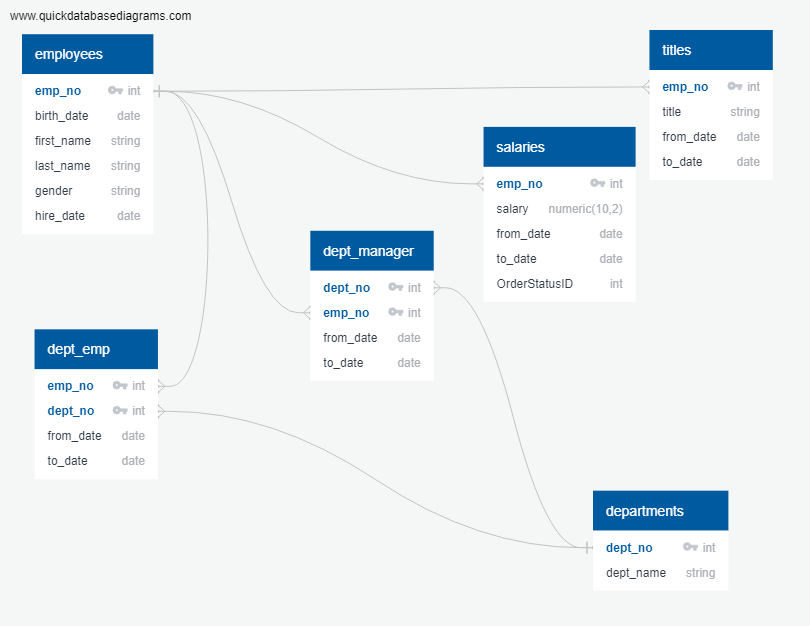 www.quickdatabasediagrams.com
employees
emp_no int
birth_date date
first_name string
last_name string
gender string
hire_date date
titles
emp_no int
title string
from_date date
to_date date
salaries
emp_no int
salary numeric(10,2)
from_date date
to_date date
OrderStatusID int
dept_manager
dept_no int
emp_no int
from_date date
to_date date
dept_emp
emp_no int
dept_no int
from_date date
to_date date
departments
dept_no int
dept_name string